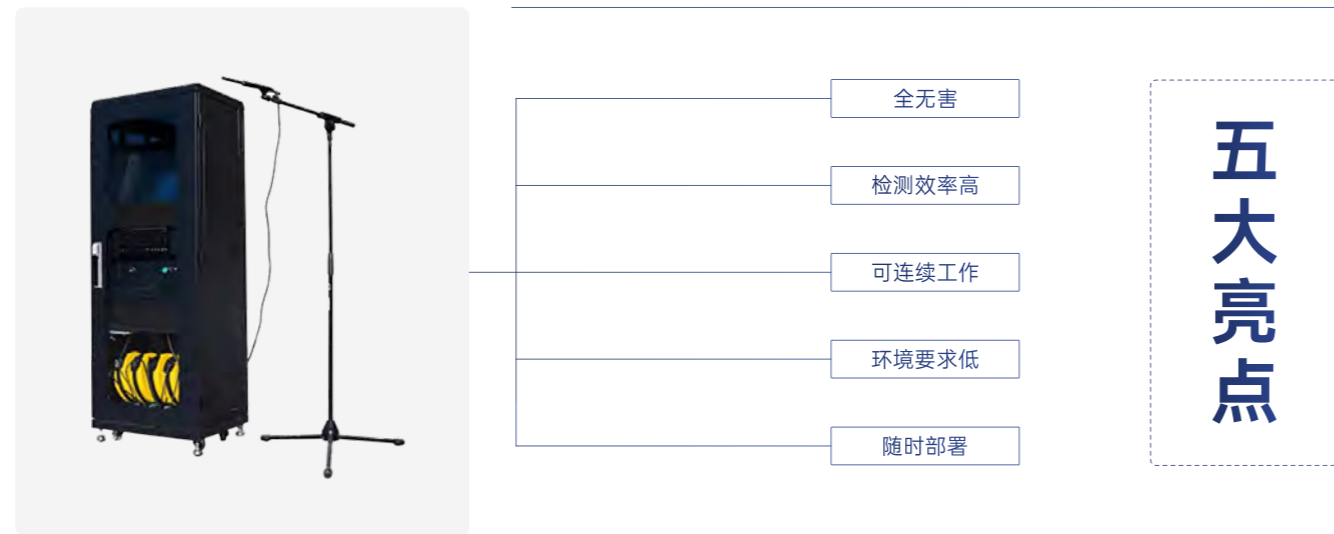 全无害
检测效率高
可连续工作
环境要求低
随时部署
五大亮点